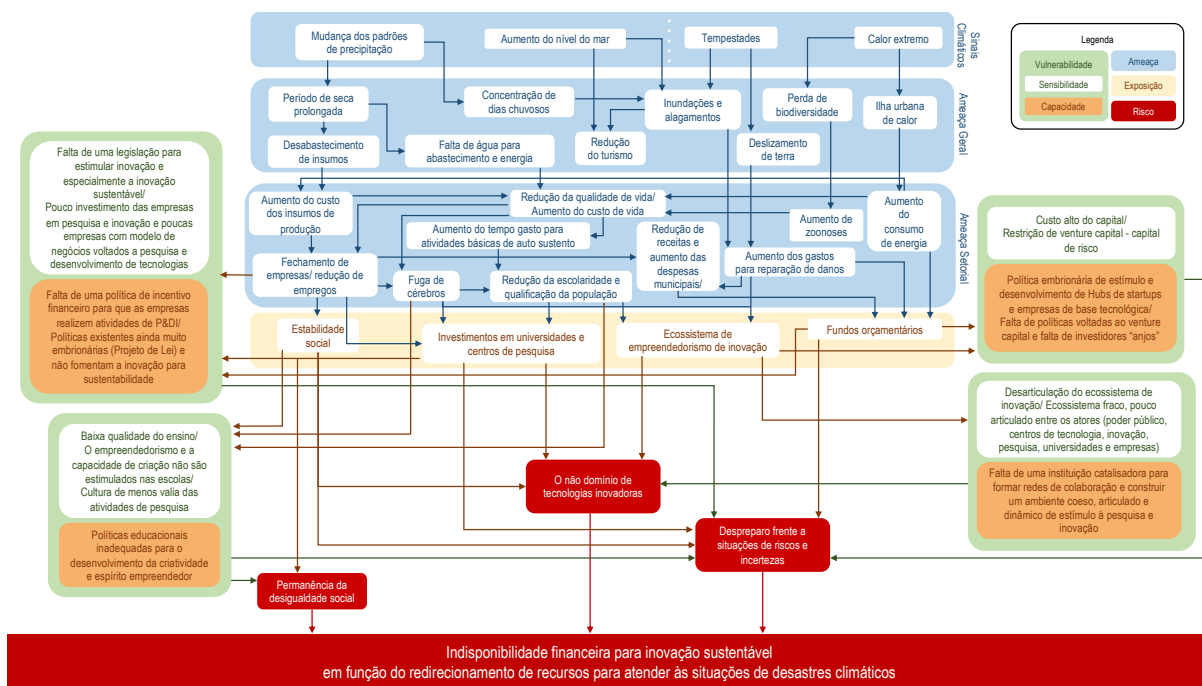 Mudança dos padrões
de precipitação
Aumento do nível do mar
Tempestades
Calor extremo
Sinais
Climáticos
Legenda
Vulnerabilidade
Sensibilidade
Capacidade
Ameaça
Exposição
Risco
Período de seca
prolongada
Concentração de
dias chuvosos
Inundações e
alagamentos
Perda de
biodiversidade
Ilha urbana
de calor
Desabastecimento
de insumos
Falta de água para
abastecimento e energia
Redução
do turismo
Deslizamento
de terra
Ameaça Geral
Falta de uma legislação para
estimular inovação e
especialmente a inovação
sustentável/
Pouco investimento das empresas
em pesquisa e inovação e poucas
empresas com modelo de
negócios voltados a pesquisa e
desenvolvimento de tecnologias
Falta de uma política de incentivo
financeiro para que as empresas
realizem atividades de P&DI/
Políticas existentes ainda muito
embrionárias (Projeto de Lei) e
não fomentam a inovação para
sustentabilidade
Aumento do custo
dos insumos de
produção
Redução da qualidade de vida/
Aumento do custo de vida
Aumento de
zoonoses
Aumento
do
consumo
de energia
Aumento do tempo gasto para
atividades básicas de auto sustento
Redução de
receitas e
aumento das
despesas
municipais/
Aumento dos gastos
para reparação de danos
Fechamento de
empresas/ redução de
empregos
Fuga de
cérebros
Redução da escolaridade e
qualificação da população
Ameaça Setorial
Estabilidade
social
Investimentos em universidades e
centros de pesquisa
Ecossistema de
empreendedorismo de inovação
Fundos orçamentários
Custo alto do capital/
Restrição de venture capital - capital
de risco
Política embrionária de estímulo e
desenvolvimento de Hubs de startups
e empresas de base tecnológica/
Falta de políticas voltadas ao venture
capital e falta de investidores “anjos”
Desarticulação do ecossistema de
inovação/ Ecossistema fraco, pouco
articulado entre os atores (poder público,
centros de tecnologia, inovação,
pesquisa, universidades e empresas)
Falta de uma instituição catalisadora para
formar redes de colaboração e construir
um ambiente coeso, articulado e
dinâmico de estímulo à pesquisa e
inovação
Baixa qualidade do ensino/
O empreendedorismo e a
capacidade de criação não são
estimulados nas escolas/
Cultura de menos valia das
atividades de pesquisa
Políticas educacionais
inadequadas para o
desenvolvimento da criatividade
e espírito empreendedor
O não domínio de
tecnologias inovadoras
Despreparo frente a
situações de riscos e
incertezas
Permanência da
desigualdade social
Indisponibilidade financeira para inovação sustentável
em função do redirecionamento de recursos para atender às situações de desastres climáticos